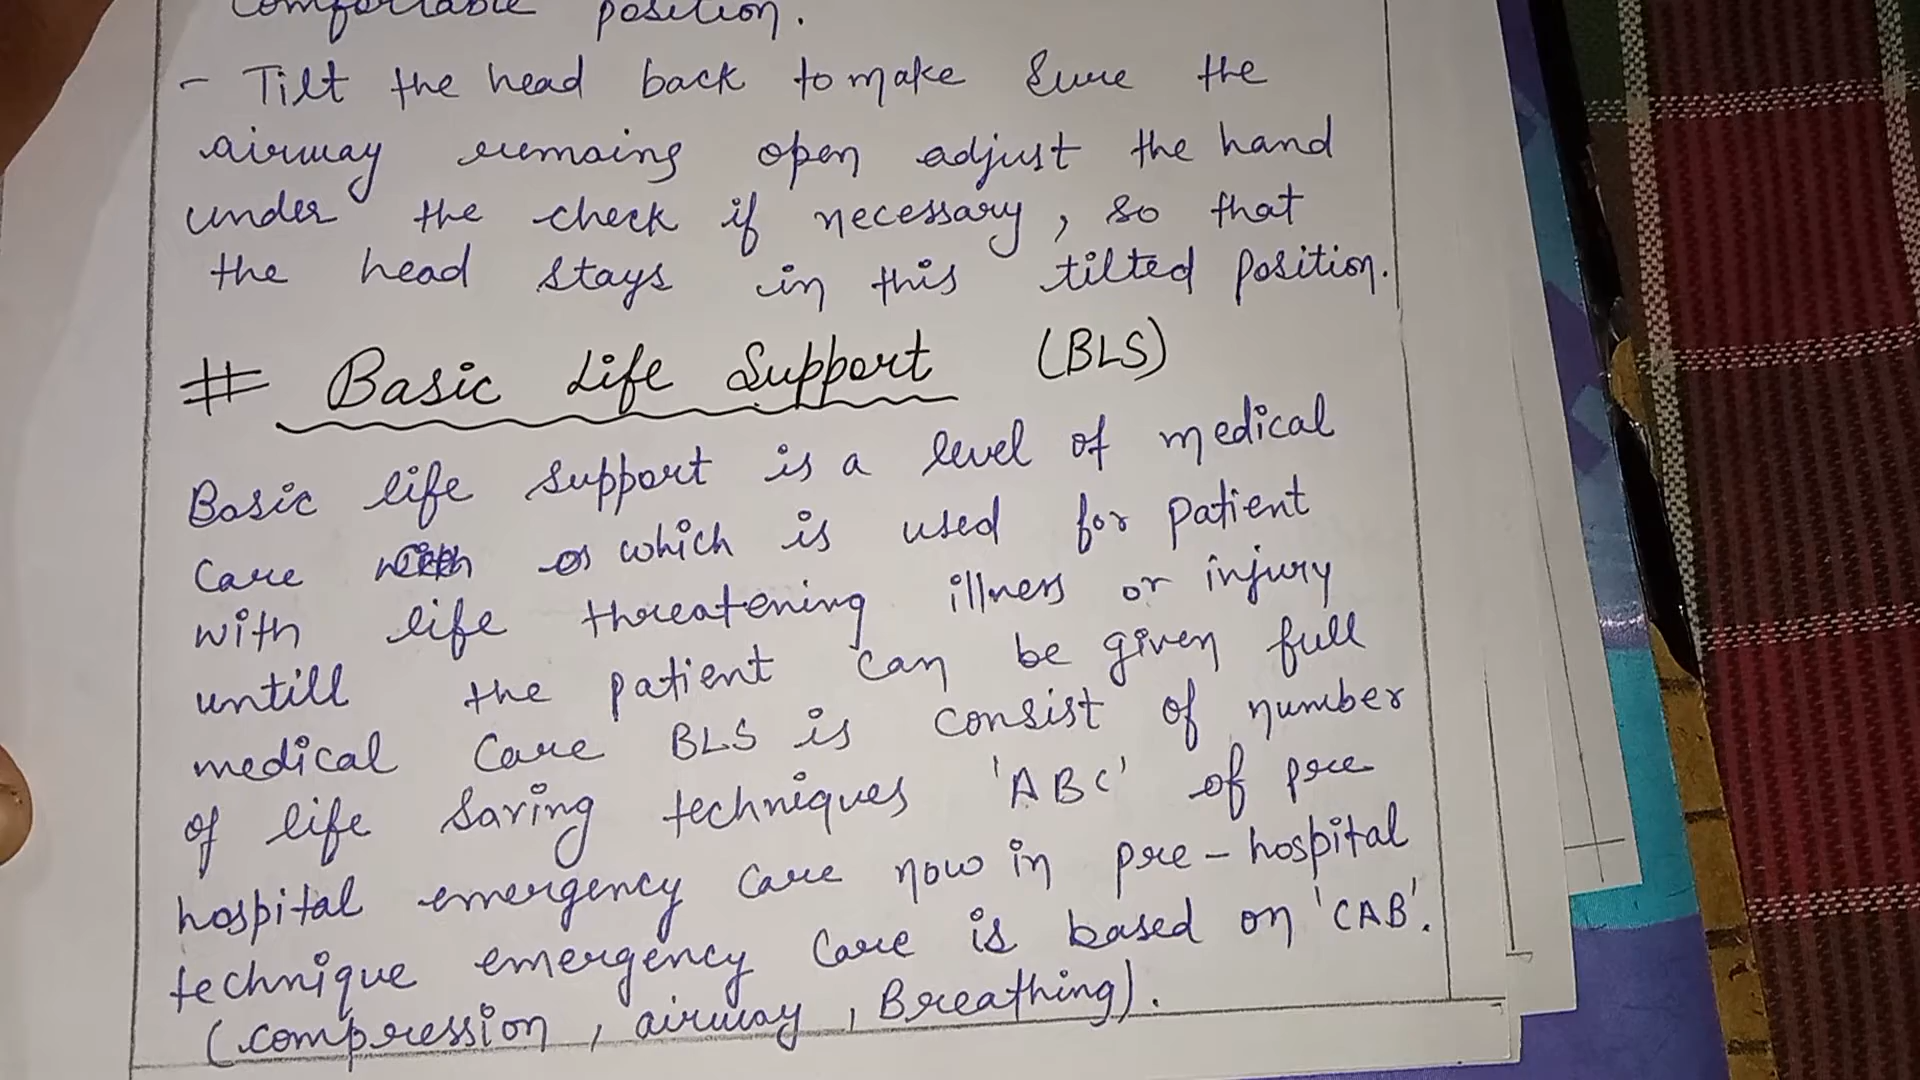 comfortable position.
- Tilt the head back to make sure the
airway remains open adjust the hand
under the check if necessary, so that
the head stays in this tilted position.
# Basic Life Support (BLS)
Basic life support is a level of medical
care which is used for patient
with life threatening illness or injury
untill the patient can be given full
medical care BLS is consist of number
of life saving techniques 'ABC' of pre
hospital emergency care now in pre-hospital
technique emergency care is based on 'CAB'.
(compression, airway, Breathing).